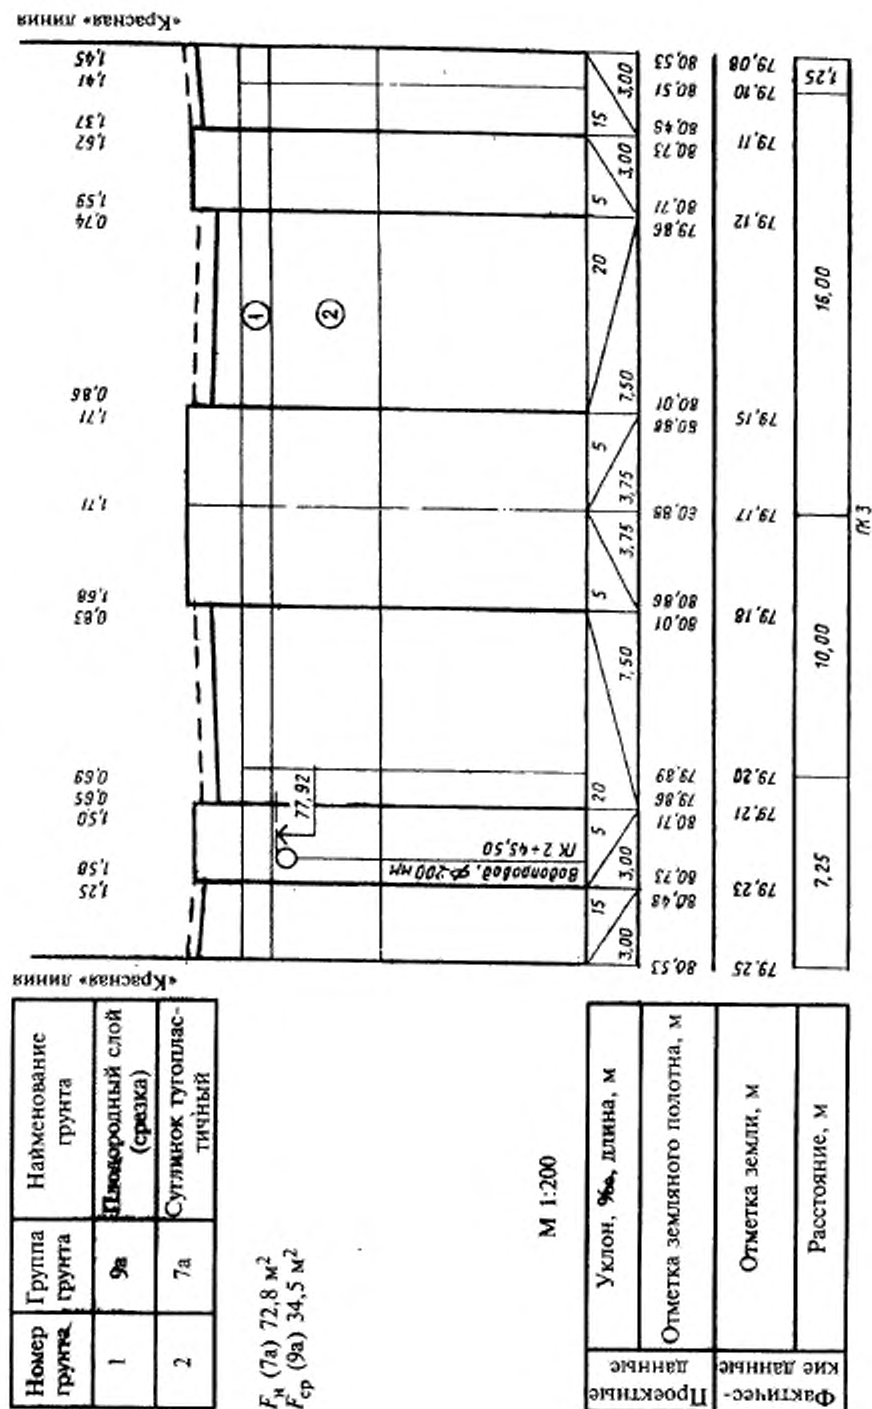 «Красная» линия
1,25
1,58
1,50
0,65
0,69
0,83
1,68
1,71
1,71
0,86
0,74
1,59
1,62
1,37
1,41
1,45
«Красная» линия
Номер грунта
Группа грунта
Найменование грунта
1
9а
Плодородный слой (срезка)
2
7а
Суглинок тугоплас-
тичный
1
2
77,92
Водопровод, ф-200 мм
ПК 2+45,50
Fн (7а) 72,8 м²
Fср (9а) 34,5 м²
М 1:200
Проектные данные
Уклон, ‰, длина, м
15
3,00
5
3,00
20
7,50
5
3,75
5
3,75
20
7,50
5
3,00
15
3,00
Отметка земляного полотна, м
80,53
80,48
80,73
80,71
79,86
79,89
80,01
80,86
80,88
80,01
79,86
80,71
80,73
80,45
80,51
80,53
Фактичес-
кие данные
Отметка земли, м
79,25
79,23
79,21
79,20
79,18
79,17
79,15
79,12
79,11
79,10
79,08
Расстояние, м
7,25
10,00
16,00
1,25
ПК 3